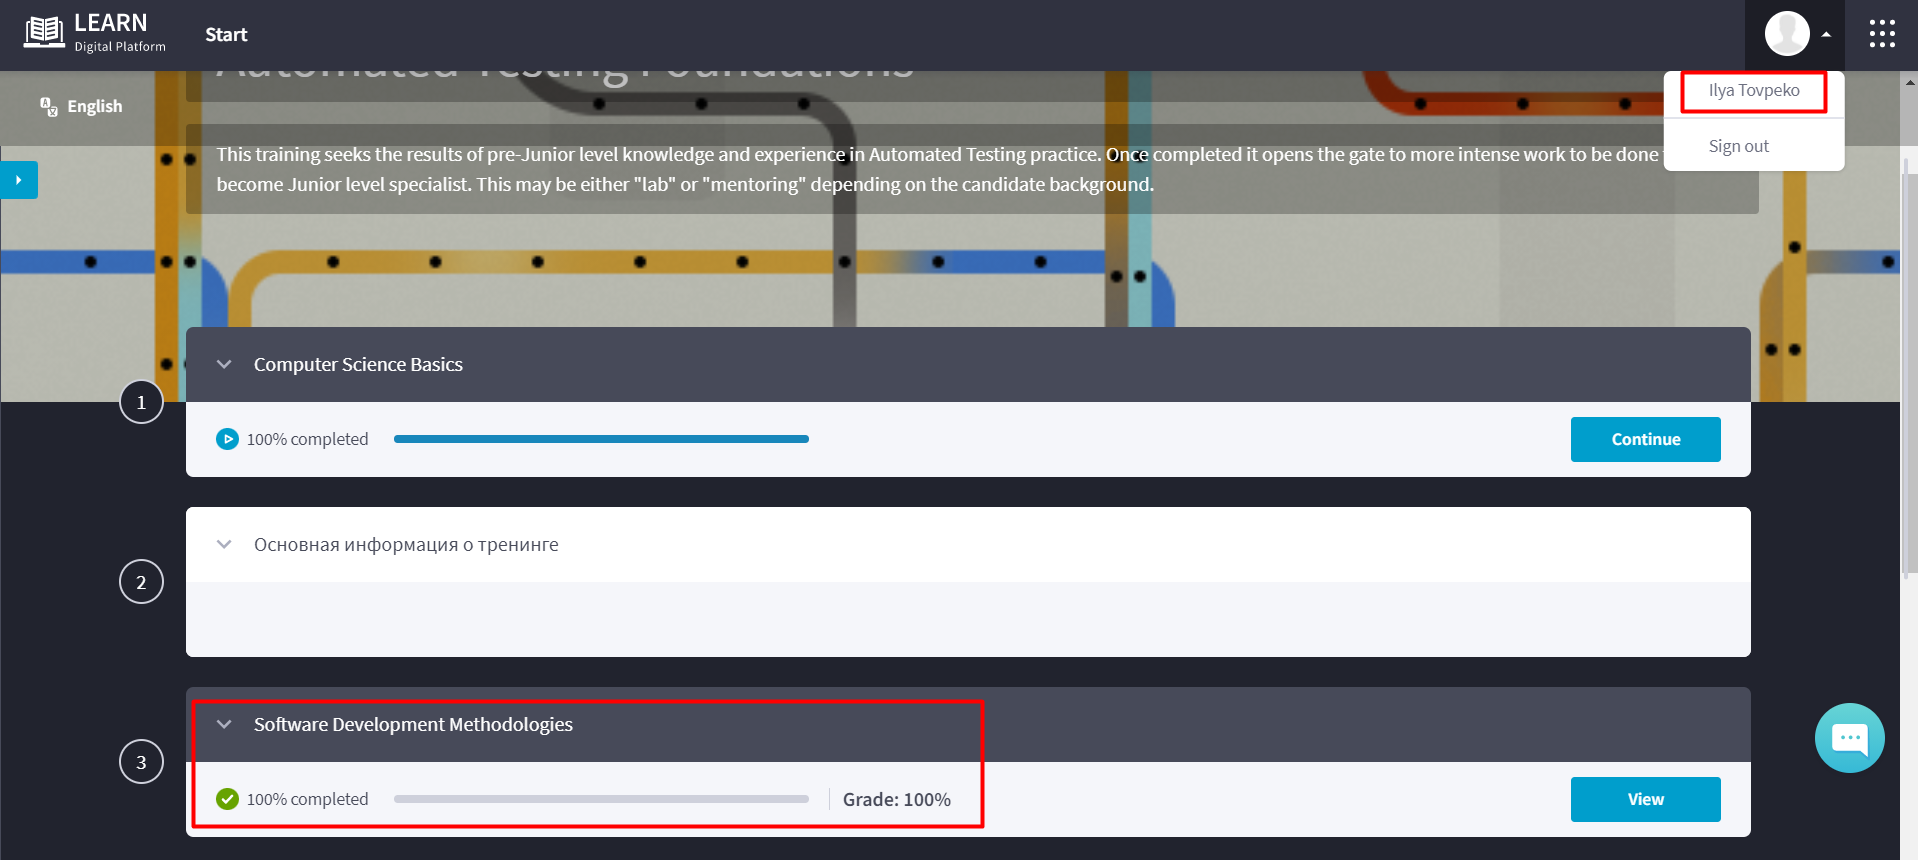 LEARN
Digital Platform
Start
Automated Testing Foundations
Ilya Tovpeko
English
Sign out
This training seeks the results of pre-Junior level knowledge and experience in Automated Testing practice. Once completed it opens the gate to more intense work to be done
become Junior level specialist. This may be either "lab" or "mentoring" depending on the candidate background.
Computer Science Basics
1
100% completed
Continue
Основная информация о тренинге
2
Software Development Methodologies
3
100% completed
Grade: 100%
View